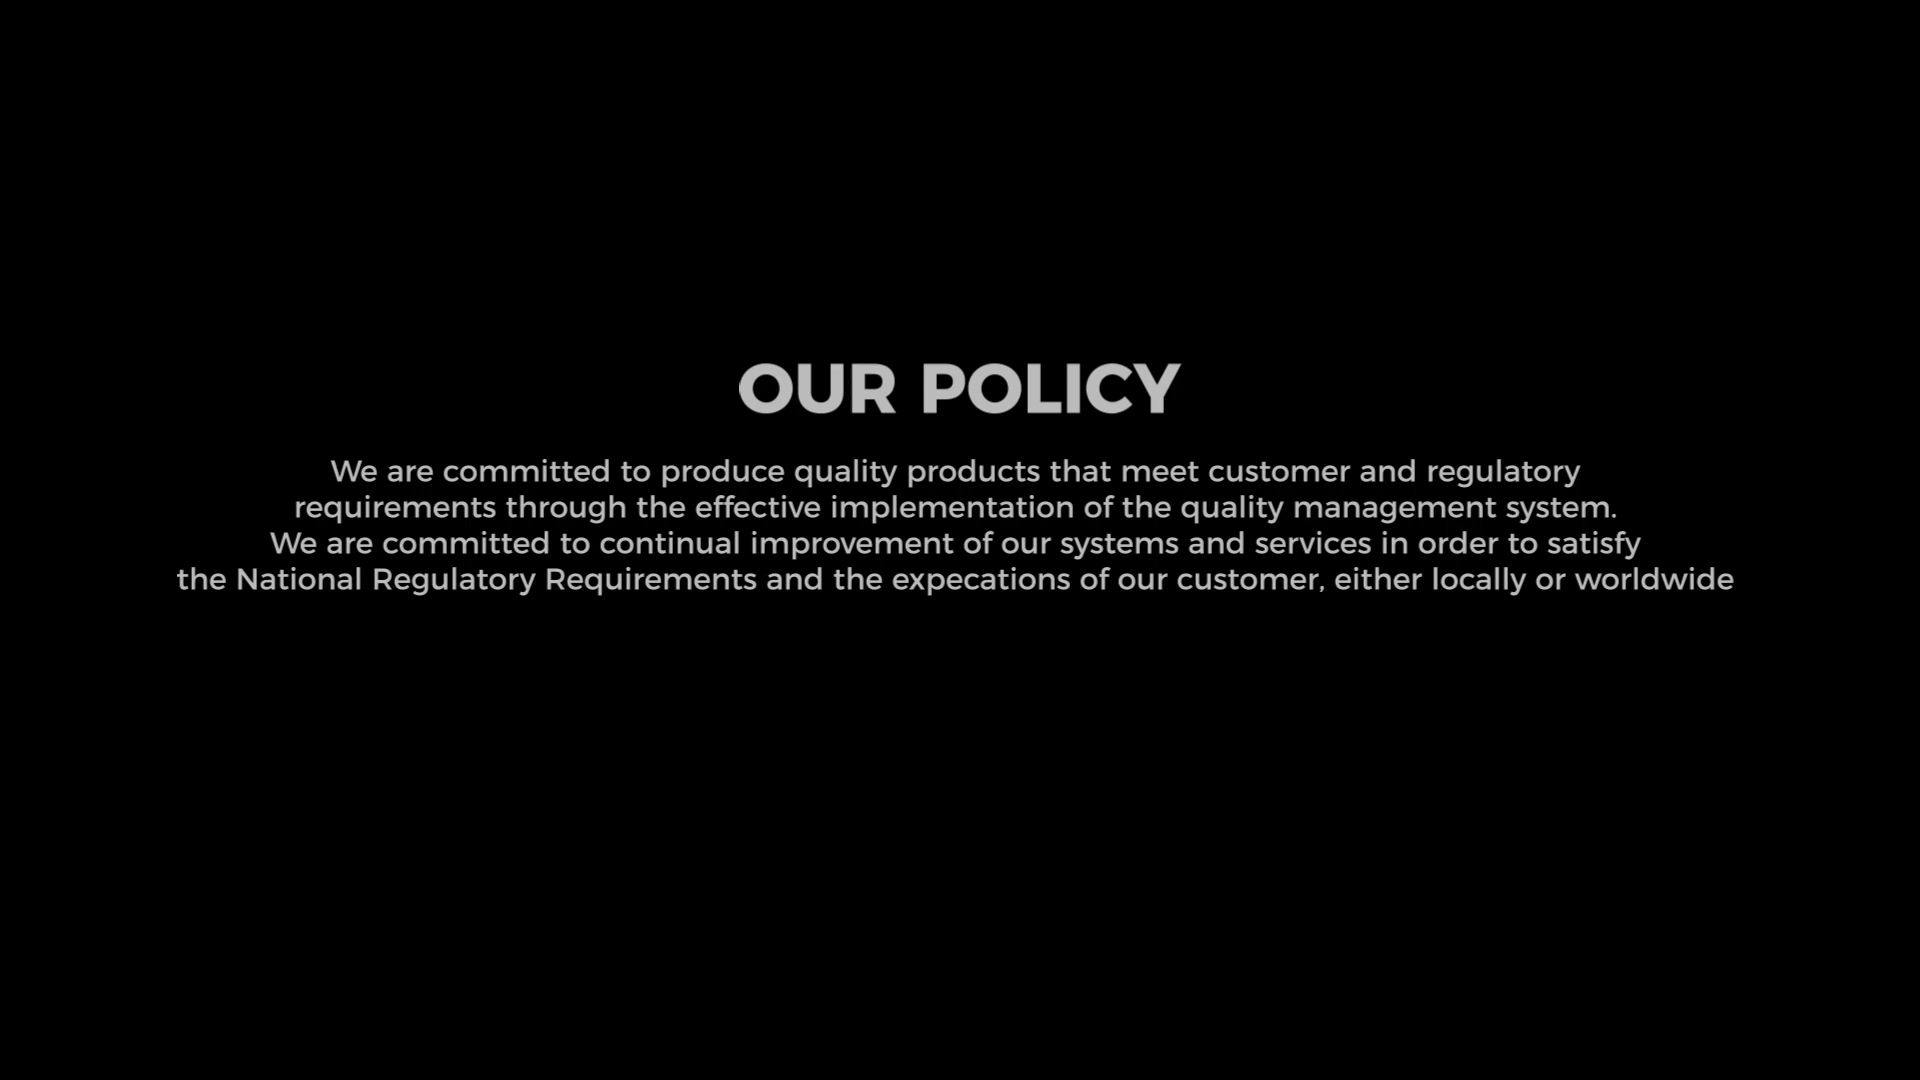 OUR POLICY
We are committed to produce quality products that meet customer and regulatory
requirements through the effective implementation of the quality management system.
We are committed to continual improvement of our systems and services in order to satisfy
the National Regulatory Requirements and the expecations of our customer, either locally or worldwide